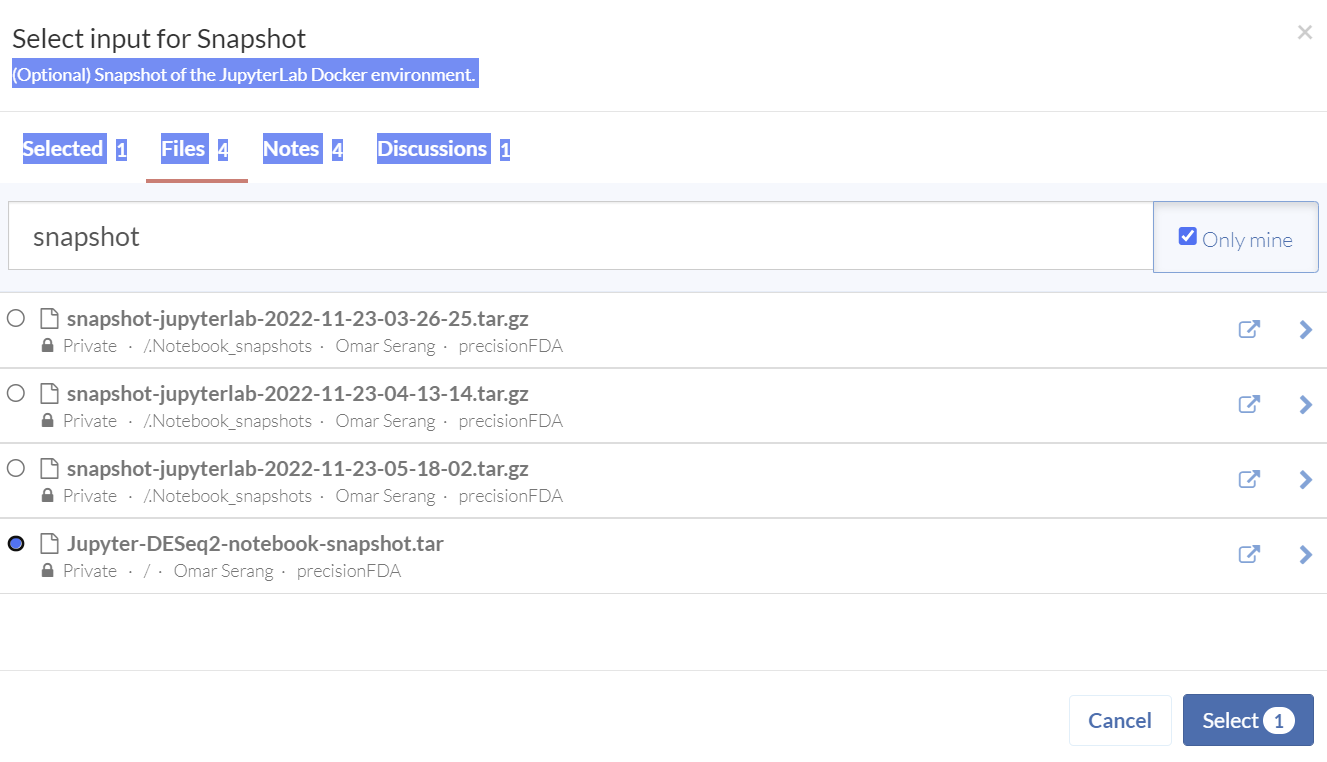 Select input for Snapshot
×
(Optional) Snapshot of the JupyterLab Docker environment.
Selected 1 Files 4 Notes 4 Discussions 1
snapshot Only mine
snapshot-jupyterlab-2022-11-23-03-26-25.tar.gz
Private · /.Notebook_snapshots · Omar Serang · precisionFDA
snapshot-jupyterlab-2022-11-23-04-13-14.tar.gz
Private · /.Notebook_snapshots · Omar Serang · precisionFDA
snapshot-jupyterlab-2022-11-23-05-18-02.tar.gz
Private · /.Notebook_snapshots · Omar Serang · precisionFDA
Jupyter-DESeq2-notebook-snapshot.tar
Private · / · Omar Serang · precisionFDA
Cancel Select 1